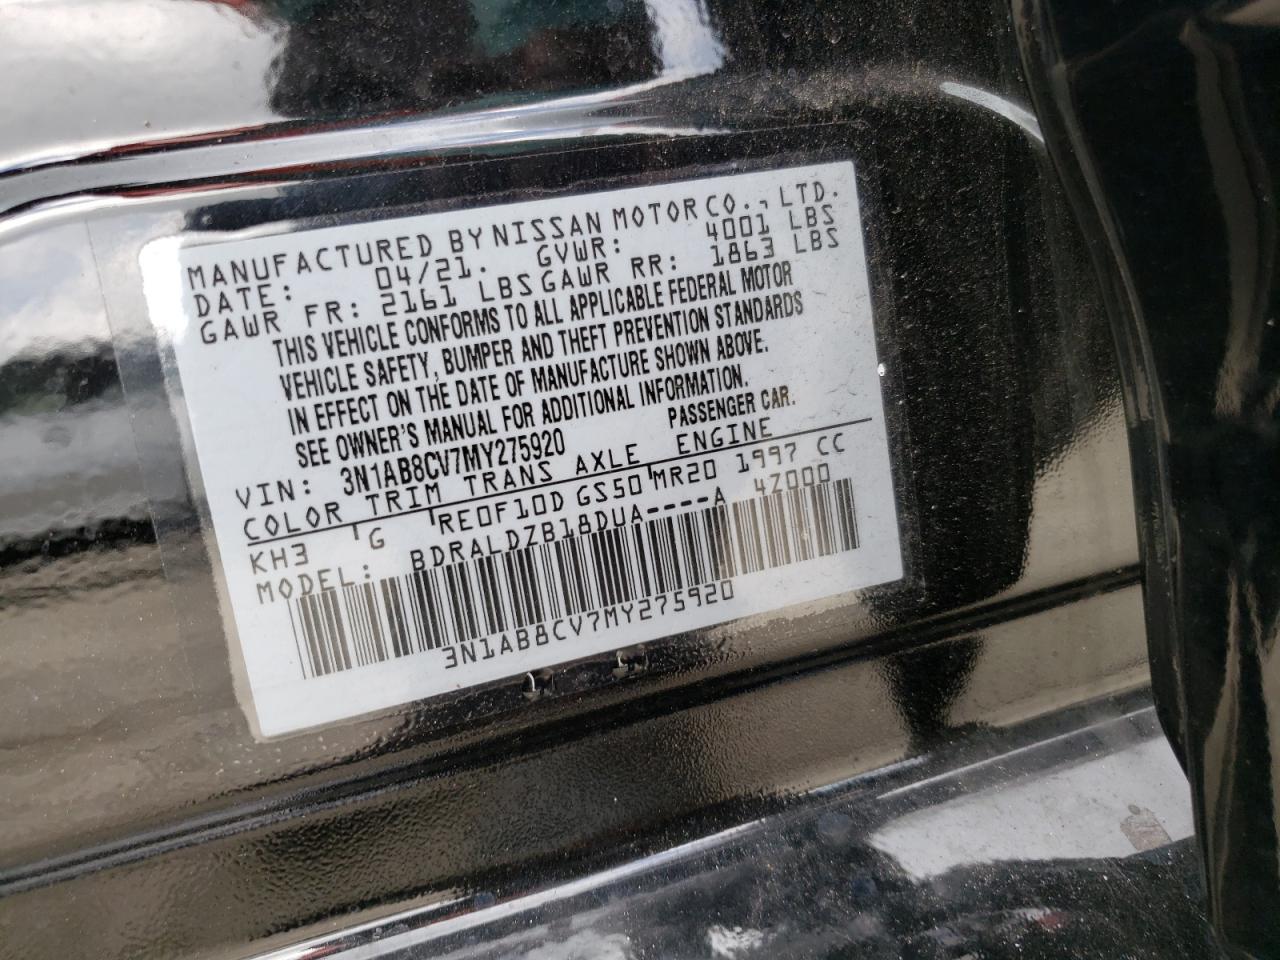 MANUFACTURED BY NISSAN MOTOR CO., LTD.
DATE: 04/21. GVWR: 4001 LBS
GAWR FR: 2161 LBS GAWR RR: 1863 LBS
THIS VEHICLE CONFORMS TO ALL APPLICABLE FEDERAL MOTOR
VEHICLE SAFETY, BUMPER AND THEFT PREVENTION STANDARDS
IN EFFECT ON THE DATE OF MANUFACTURE SHOWN ABOVE.
SEE OWNER'S MANUAL FOR ADDITIONAL INFORMATION.
VIN: 3N1AB8CV7MY275920 PASSENGER CAR.
COLOR TRIM TRANS AXLE ENGINE
KH3 G RE0F10D GS50 MR20 1997 CC
MODEL: BDRALDZB18DUA----A 4Z000
3N1AB8CV7MY275920